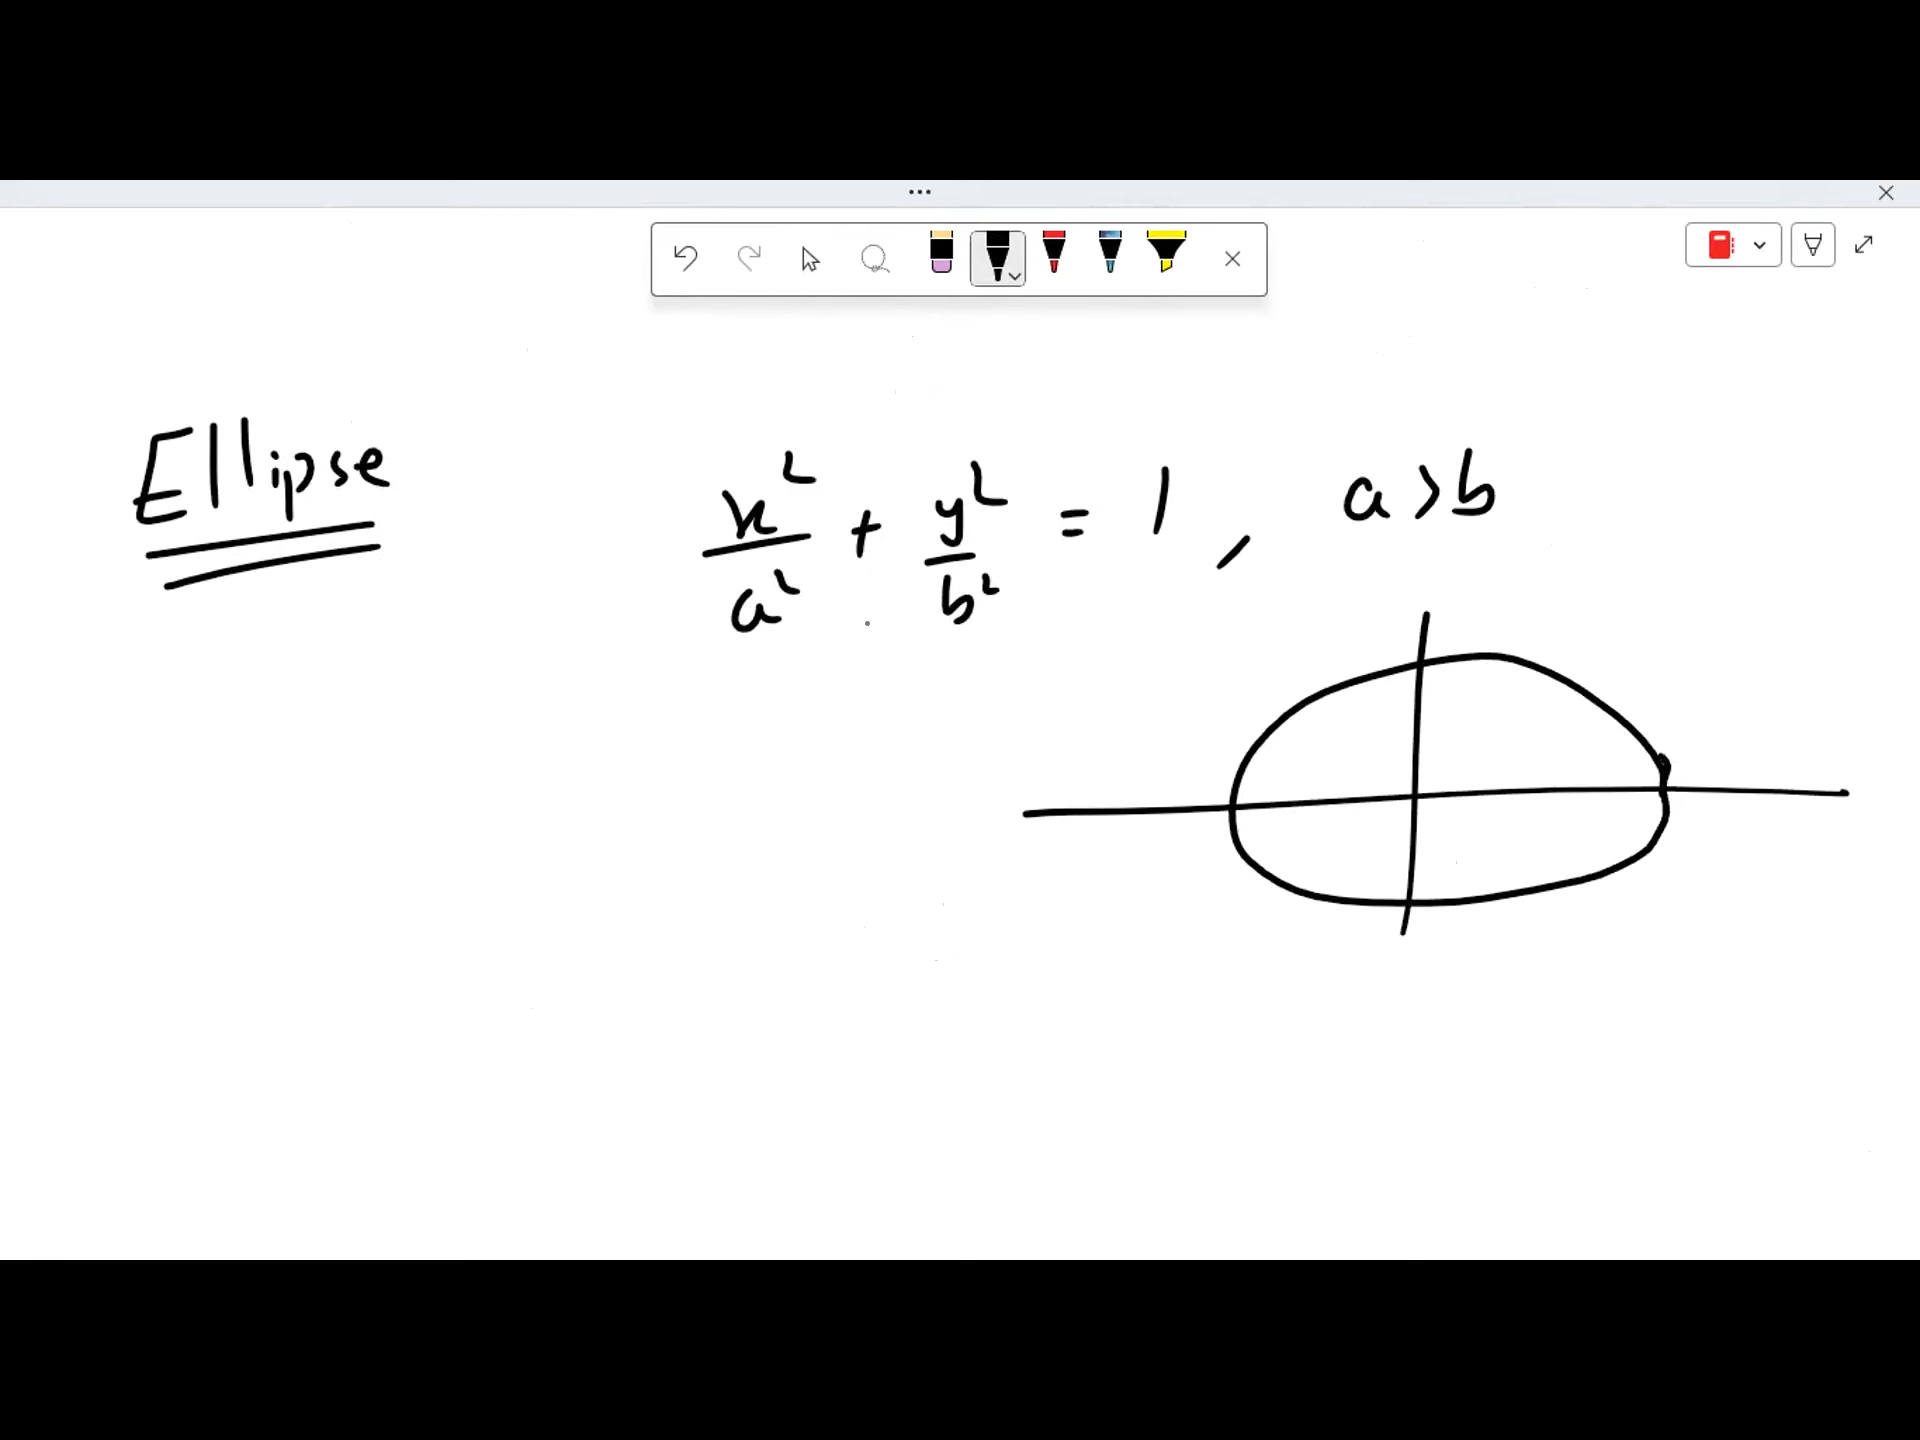 Ellipse
x²/a² + y²/b² = 1 , a > b